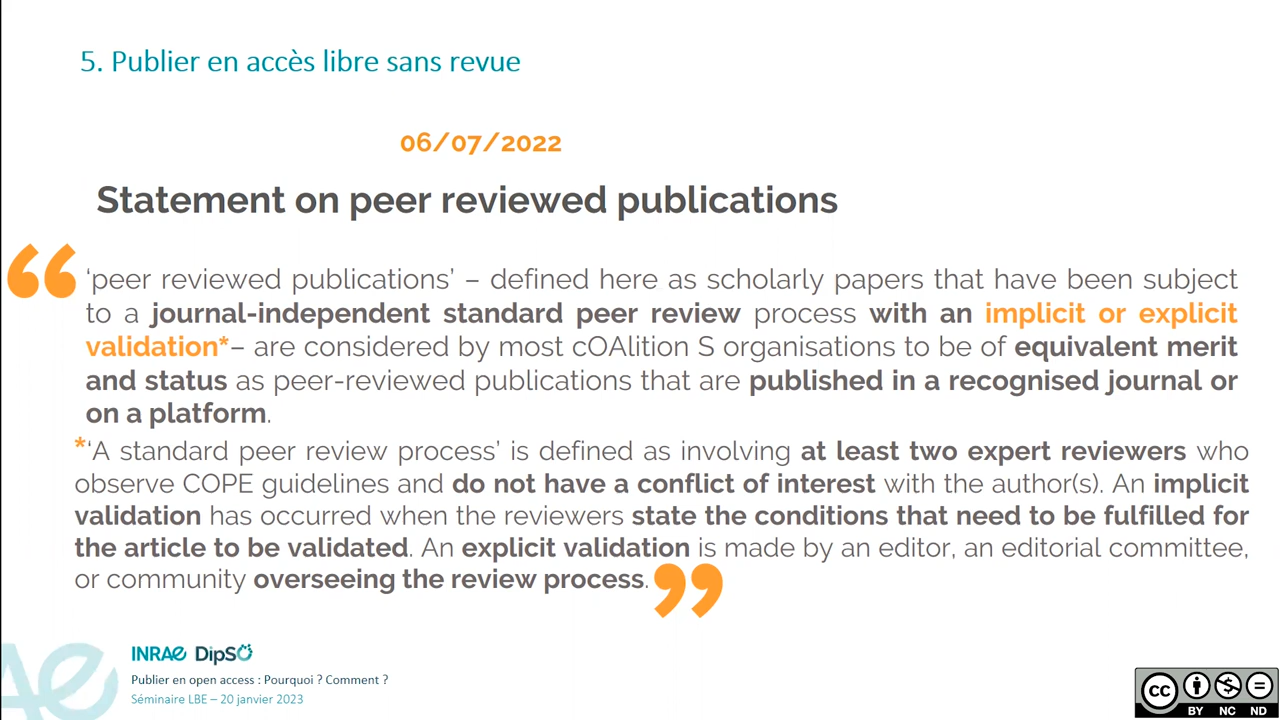 5. Publier en accès libre sans revue
06/07/2022
Statement on peer reviewed publications
“
‘peer reviewed publications’ – defined here as scholarly papers that have been subject
to a journal-independent standard peer review process with an implicit or explicit
validation*– are considered by most cOAlition S organisations to be of equivalent merit
and status as peer-reviewed publications that are published in a recognised journal or
on a platform.
*‘A standard peer review process’ is defined as involving at least two expert reviewers who
observe COPE guidelines and do not have a conflict of interest with the author(s). An implicit
validation has occurred when the reviewers state the conditions that need to be fulfilled for
the article to be validated. An explicit validation is made by an editor, an editorial committee,
or community overseeing the review process.
”
INRAE DipSO
Publier en open access : Pourquoi ? Comment ?
Séminaire LBE – 20 janvier 2023
cc BY NC ND